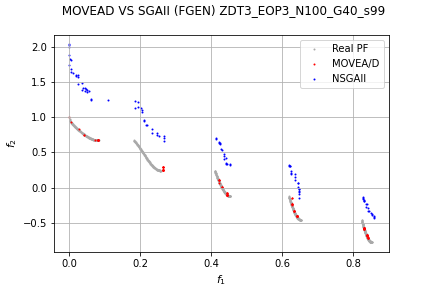 MOVEAD VS SGAII (FGEN) ZDT3_EOP3_N100_G40_s99
Real PF
MOVEA/D
NSGAII
2.0
1.5
1.0
0.5
0.0
−0.5
f2
0.0 0.2 0.4 0.6 0.8
f1